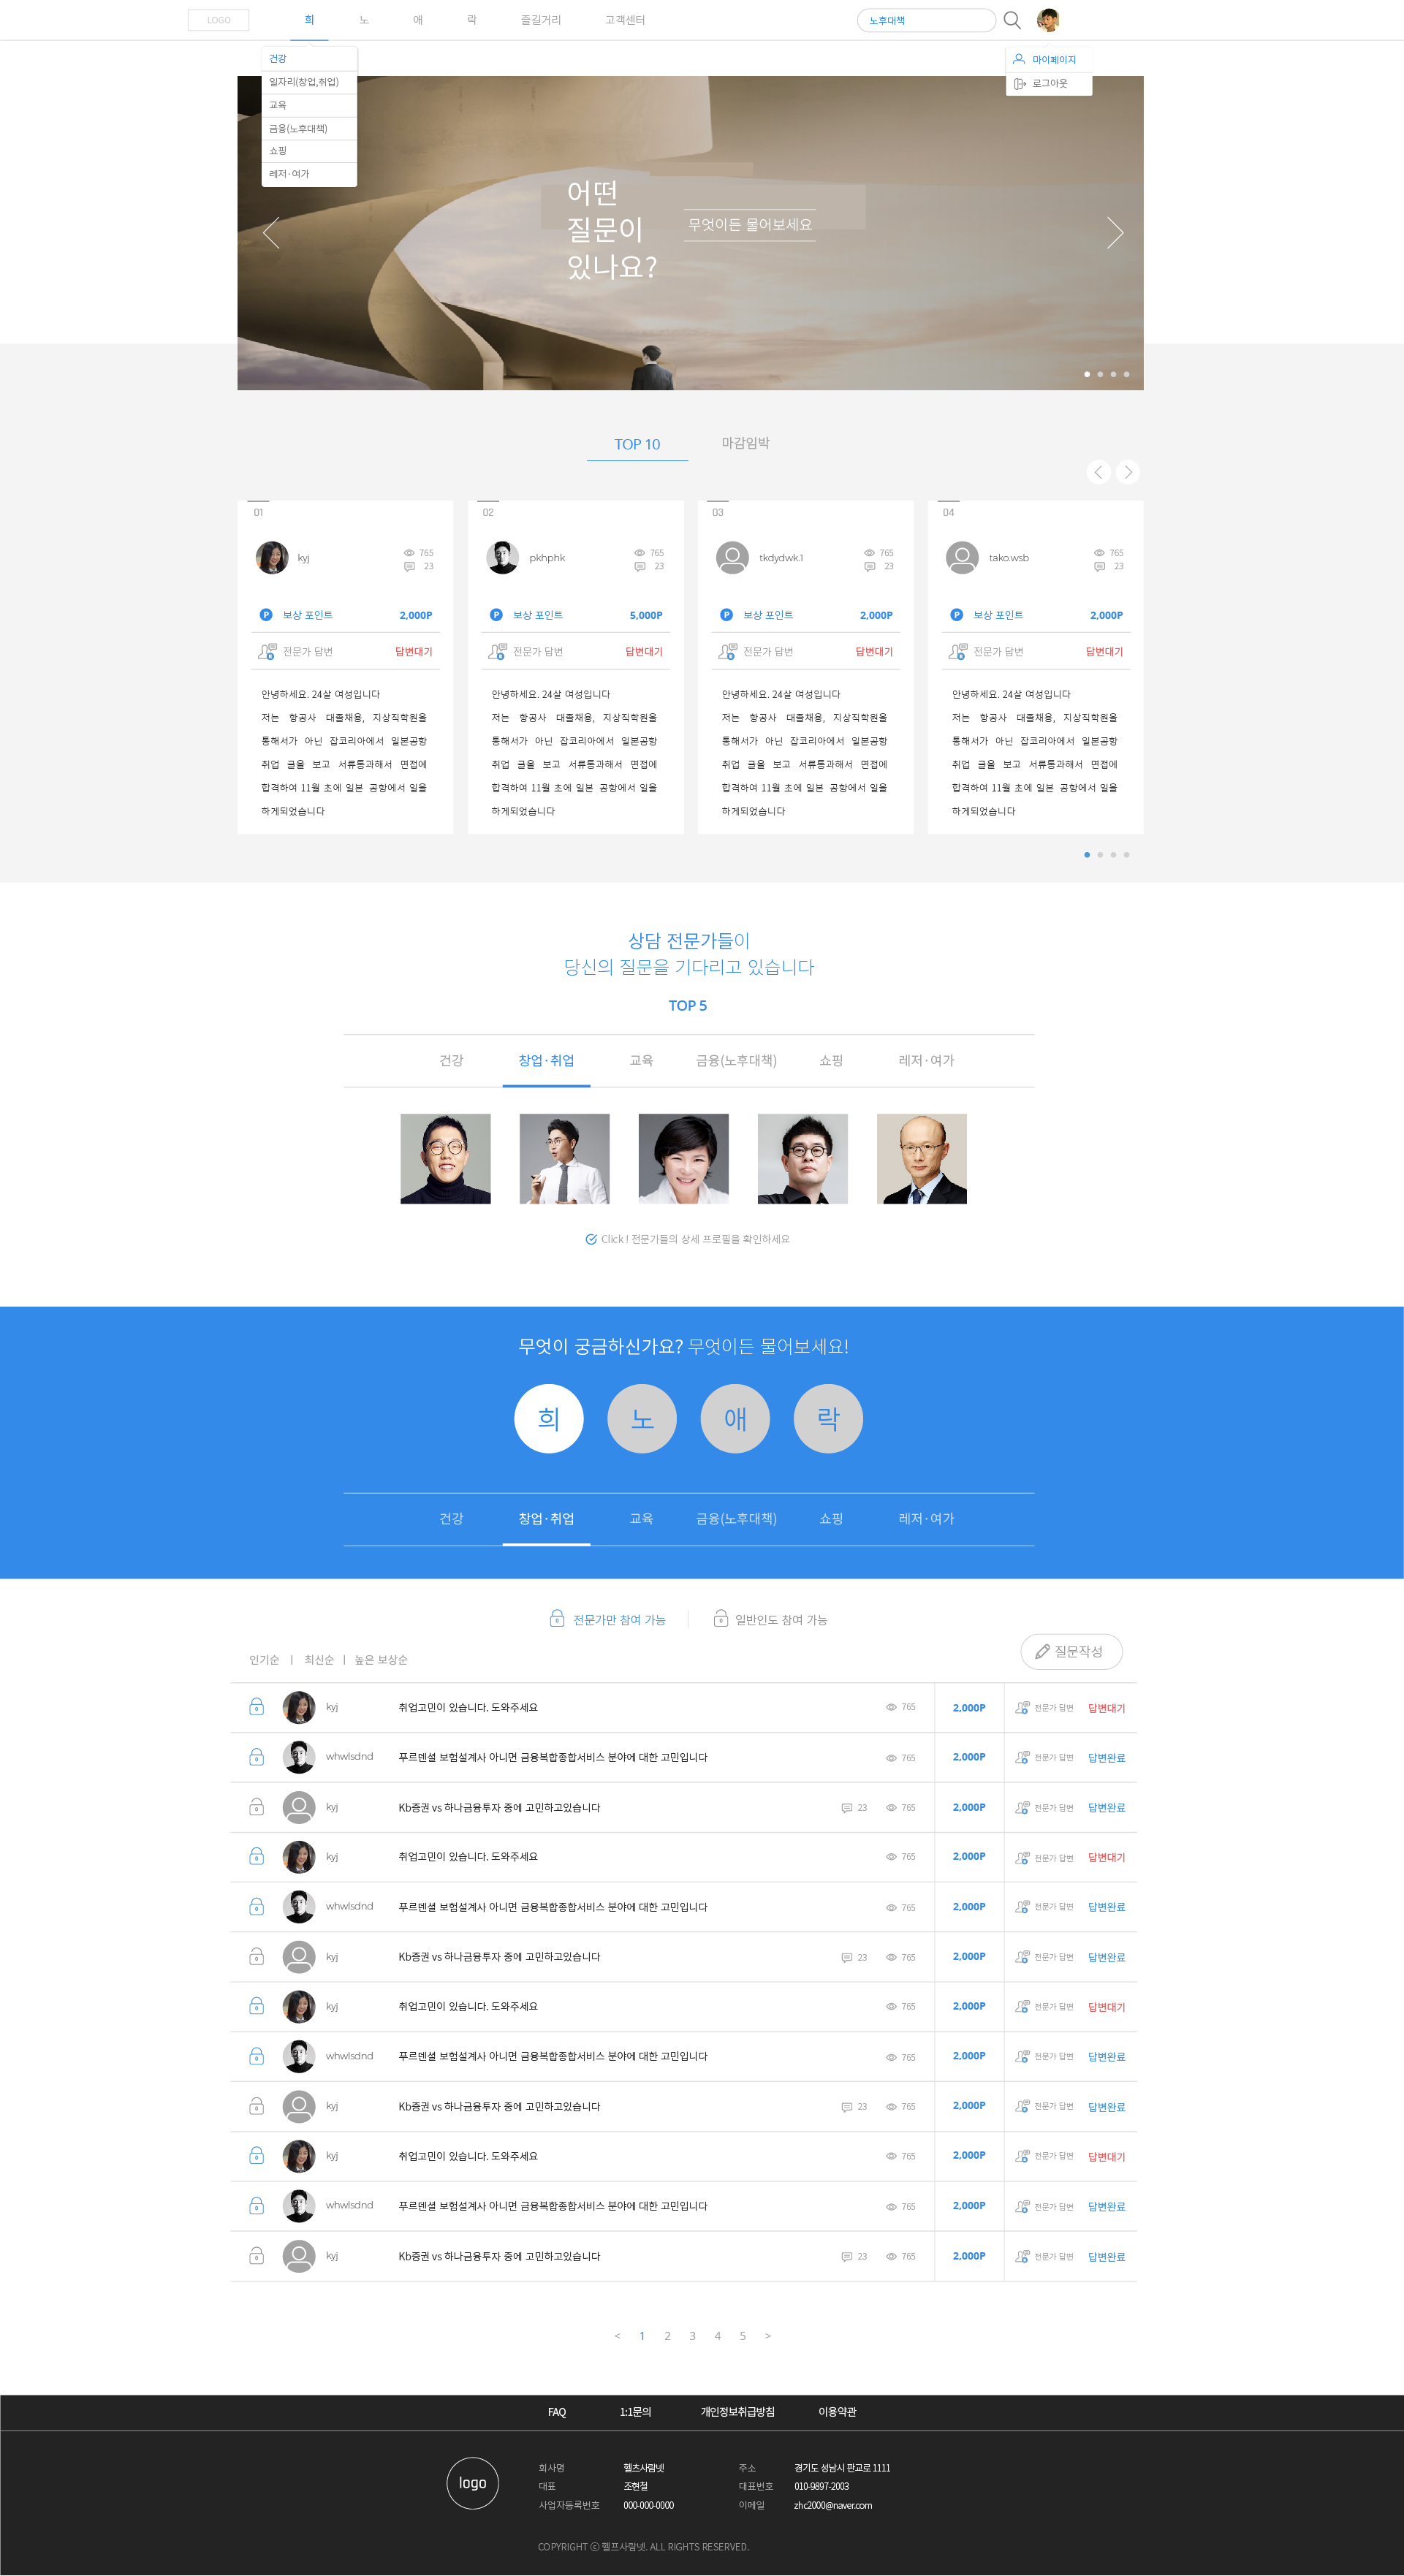 LOGO 희 노 애 락 즐길거리 고객센터 노후대책
건강
일자리(창업,취업)
교육
금융(노후대책)
쇼핑
레저·여가
마이페이지
로그아웃
어떤
질문이
있나요?
무엇이든 물어보세요
TOP 10 마감임박
01
kyj 765
23
P 보상 포인트 2,000P
전문가 답변 답변대기
안녕하세요. 24살 여성입니다
저는 항공사 대졸채용, 지상직학원을
통해서가 아닌 잡코리아에서 일본공항
취업 글을 보고 서류통과해서 면접에
합격하여 11월 초에 일본 공항에서 일을
하게되었습니다
02
pkhphk 765
23
P 보상 포인트 5,000P
전문가 답변 답변대기
안녕하세요. 24살 여성입니다
저는 항공사 대졸채용, 지상직학원을
통해서가 아닌 잡코리아에서 일본공항
취업 글을 보고 서류통과해서 면접에
합격하여 11월 초에 일본 공항에서 일을
하게되었습니다
03
tkdydwk.1 765
23
P 보상 포인트 2,000P
전문가 답변 답변대기
안녕하세요. 24살 여성입니다
저는 항공사 대졸채용, 지상직학원을
통해서가 아닌 잡코리아에서 일본공항
취업 글을 보고 서류통과해서 면접에
합격하여 11월 초에 일본 공항에서 일을
하게되었습니다
04
tako.wsb 765
23
P 보상 포인트 2,000P
전문가 답변 답변대기
안녕하세요. 24살 여성입니다
저는 항공사 대졸채용, 지상직학원을
통해서가 아닌 잡코리아에서 일본공항
취업 글을 보고 서류통과해서 면접에
합격하여 11월 초에 일본 공항에서 일을
하게되었습니다
상담 전문가들이
당신의 질문을 기다리고 있습니다
TOP 5
건강 창업·취업 교육 금융(노후대책) 쇼핑 레저·여가
Click ! 전문가들의 상세 프로필을 확인하세요
무엇이 궁금하신가요? 무엇이든 물어보세요!
희 노 애 락
건강 창업·취업 교육 금융(노후대책) 쇼핑 레저·여가
전문가만 참여 가능 일반인도 참여 가능
인기순 | 최신순 | 높은 보상순 질문작성
kyj 취업고민이 있습니다. 도와주세요 765 2,000P 전문가 답변 답변대기
whwlsdnd 푸르덴셜 보험설계사 아니면 금융복합종합서비스 분야에 대한 고민입니다 765 2,000P 전문가 답변 답변완료
kyj Kb증권 vs 하나금융투자 중에 고민하고있습니다 23 765 2,000P 전문가 답변 답변완료
kyj 취업고민이 있습니다. 도와주세요 765 2,000P 전문가 답변 답변대기
whwlsdnd 푸르덴셜 보험설계사 아니면 금융복합종합서비스 분야에 대한 고민입니다 765 2,000P 전문가 답변 답변완료
kyj Kb증권 vs 하나금융투자 중에 고민하고있습니다 23 765 2,000P 전문가 답변 답변완료
kyj 취업고민이 있습니다. 도와주세요 765 2,000P 전문가 답변 답변대기
whwlsdnd 푸르덴셜 보험설계사 아니면 금융복합종합서비스 분야에 대한 고민입니다 765 2,000P 전문가 답변 답변완료
kyj Kb증권 vs 하나금융투자 중에 고민하고있습니다 23 765 2,000P 전문가 답변 답변완료
kyj 취업고민이 있습니다. 도와주세요 765 2,000P 전문가 답변 답변대기
whwlsdnd 푸르덴셜 보험설계사 아니면 금융복합종합서비스 분야에 대한 고민입니다 765 2,000P 전문가 답변 답변완료
kyj Kb증권 vs 하나금융투자 중에 고민하고있습니다 23 765 2,000P 전문가 답변 답변완료
< 1 2 3 4 5 >
FAQ 1:1문의 개인정보취급방침 이용약관
logo
회사명 헬츠사람넷 주소 경기도 성남시 판교로 1111
대표 조현철 대표번호 010-9897-2003
사업자등록번호 000-000-0000 이메일 zhc2000@naver.com
COPYRIGHT ⓒ 헬프사람넷. ALL RIGHTS RESERVED.